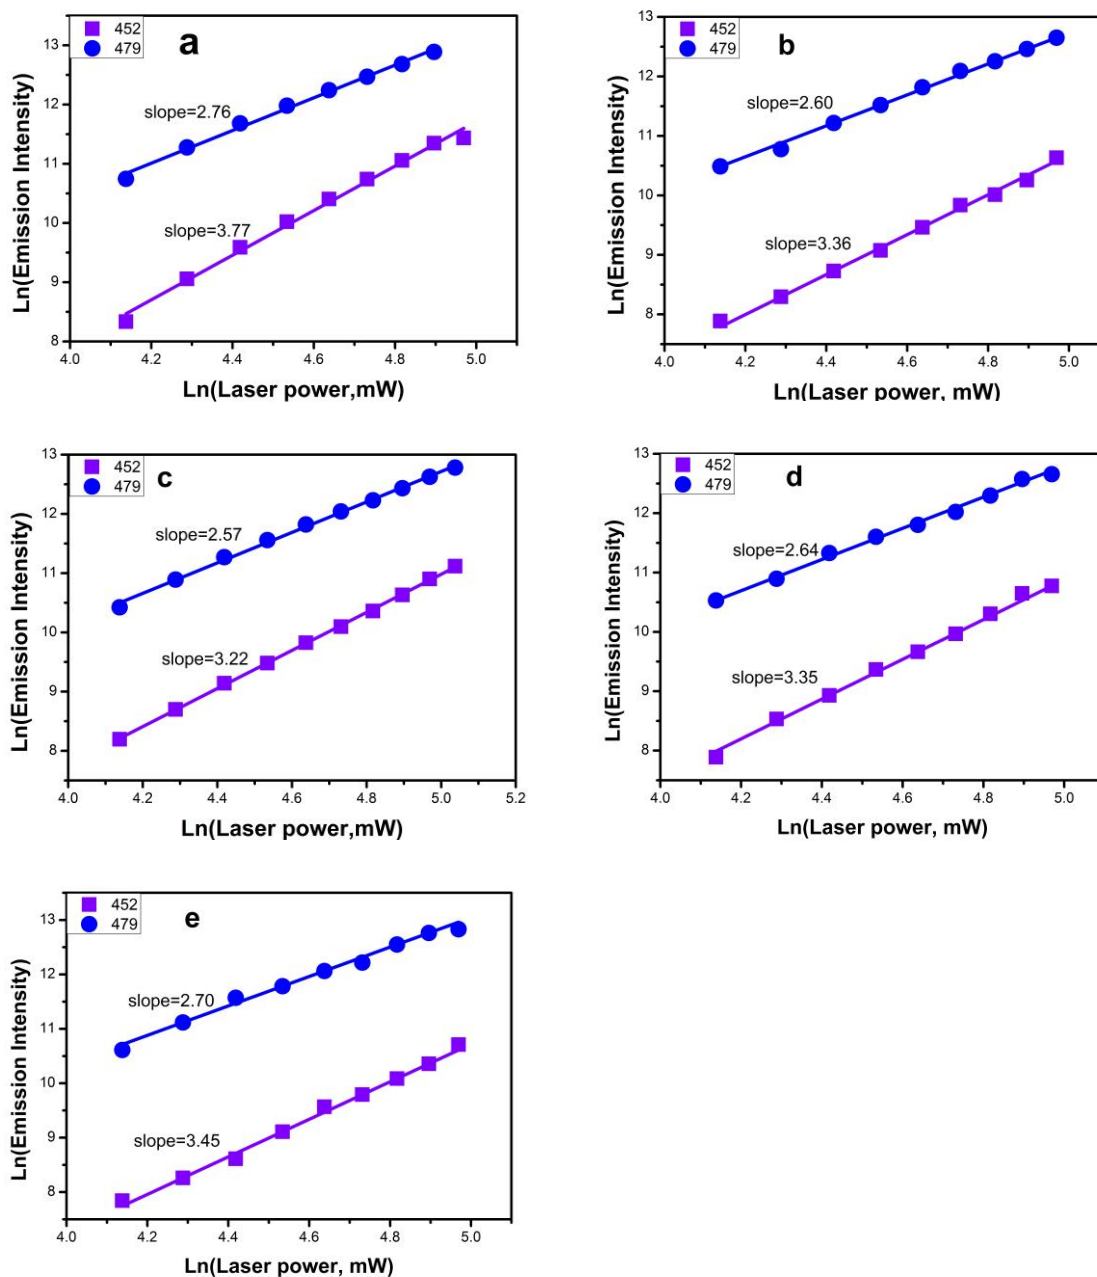 452
479
a
13
12
11
10
9
8
slope=2.76
slope=3.77
Ln(Emission Intensity)
4.0 4.2 4.4 4.6 4.8 5.0
Ln(Laser power,mW)
452
479
b
13
12
11
10
9
8
slope=2.60
slope=3.36
Ln(Emission Intensity)
4.0 4.2 4.4 4.6 4.8 5.0
Ln(Laser power, mW)
452
479
c
13
12
11
10
9
8
slope=2.57
slope=3.22
Ln(Emission Intensity)
4.0 4.2 4.4 4.6 4.8 5.0 5.2
Ln(Laser power,mW)
452
479
d
13
12
11
10
9
8
slope=2.64
slope=3.35
Ln(Emission Intensity)
4.0 4.2 4.4 4.6 4.8 5.0
Ln(Laser power, mW)
452
479
e
13
12
11
10
9
8
slope=2.70
slope=3.45
Ln(Emission Intensity)
4.0 4.2 4.4 4.6 4.8 5.0
Ln(Laser power, mW)